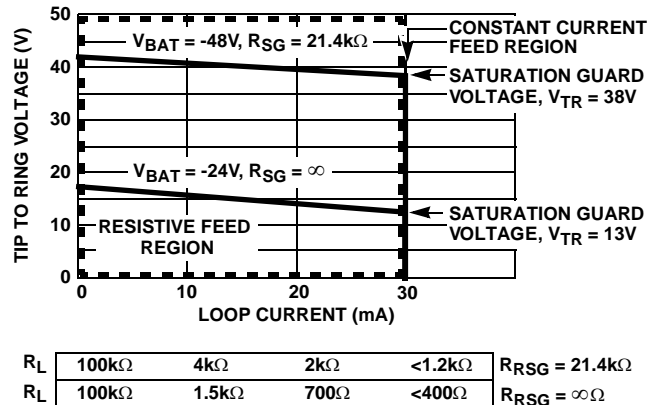 50
V_BAT = -48V, R_SG = 21.4kΩ
CONSTANT CURRENT
FEED REGION
40
SATURATION GUARD
VOLTAGE, V_TR = 38V
30
TIP TO RING VOLTAGE (V)
20
V_BAT = -24V, R_SG = ∞
10
RESISTIVE FEED
REGION
SATURATION GUARD
VOLTAGE, V_TR = 13V
0
0 10 20 30
LOOP CURRENT (mA)
R_L 100kΩ 4kΩ 2kΩ <1.2kΩ R_RSG = 21.4kΩ
R_L 100kΩ 1.5kΩ 700Ω <400Ω R_RSG = ∞Ω